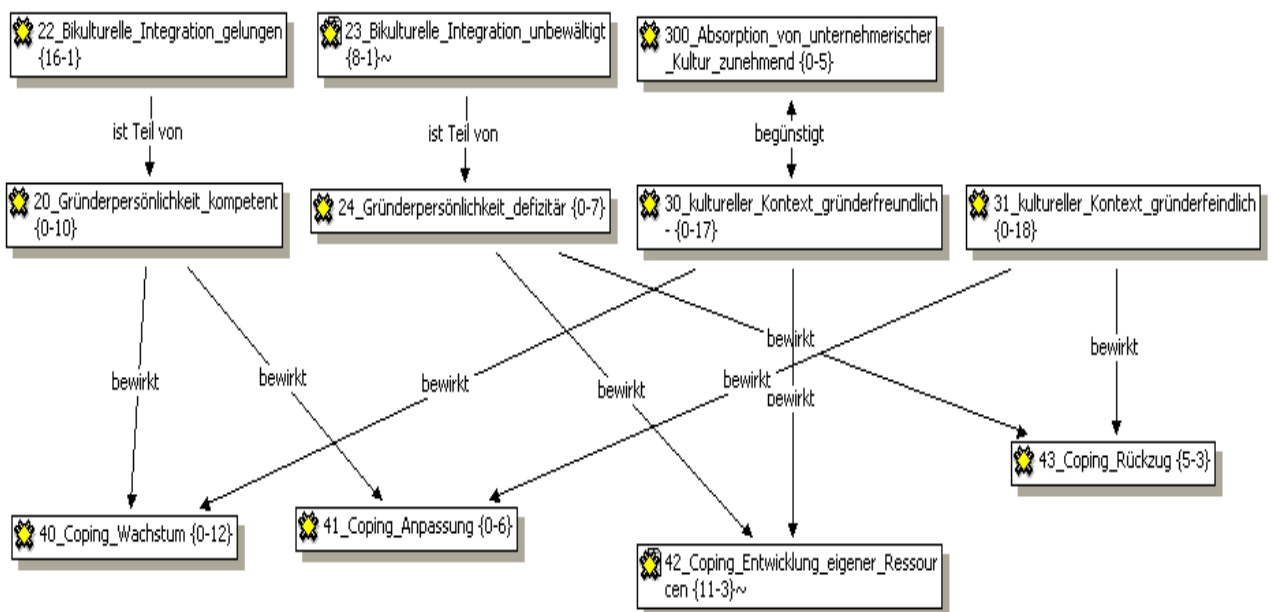 22_Bikulturelle_Integration_gelungen
{16-1}
23_Bikulturelle_Integration_unbewältigt
{8-1}~
300_Absorption_von_unternehmerischer
_Kultur_zunehmend {0-5}
ist Teil von
ist Teil von
begünstigt
20_Gründerpersönlichkeit_kompetent
{0-10}
24_Gründerpersönlichkeit_defizitär {0-7}
30_kultureller_Kontext_gründerfreundlich
- {0-17}
31_kultureller_Kontext_gründerfeindlich
{0-18}
bewirkt
bewirkt
bewirkt
bewirkt
bewirkt
bewirkt
bewirkt
bewirkt
43_Coping_Rückzug {5-3}
40_Coping_Wachstum {0-12}
41_Coping_Anpassung {0-6}
42_Coping_Entwicklung_eigener_Ressour
cen {11-3}~